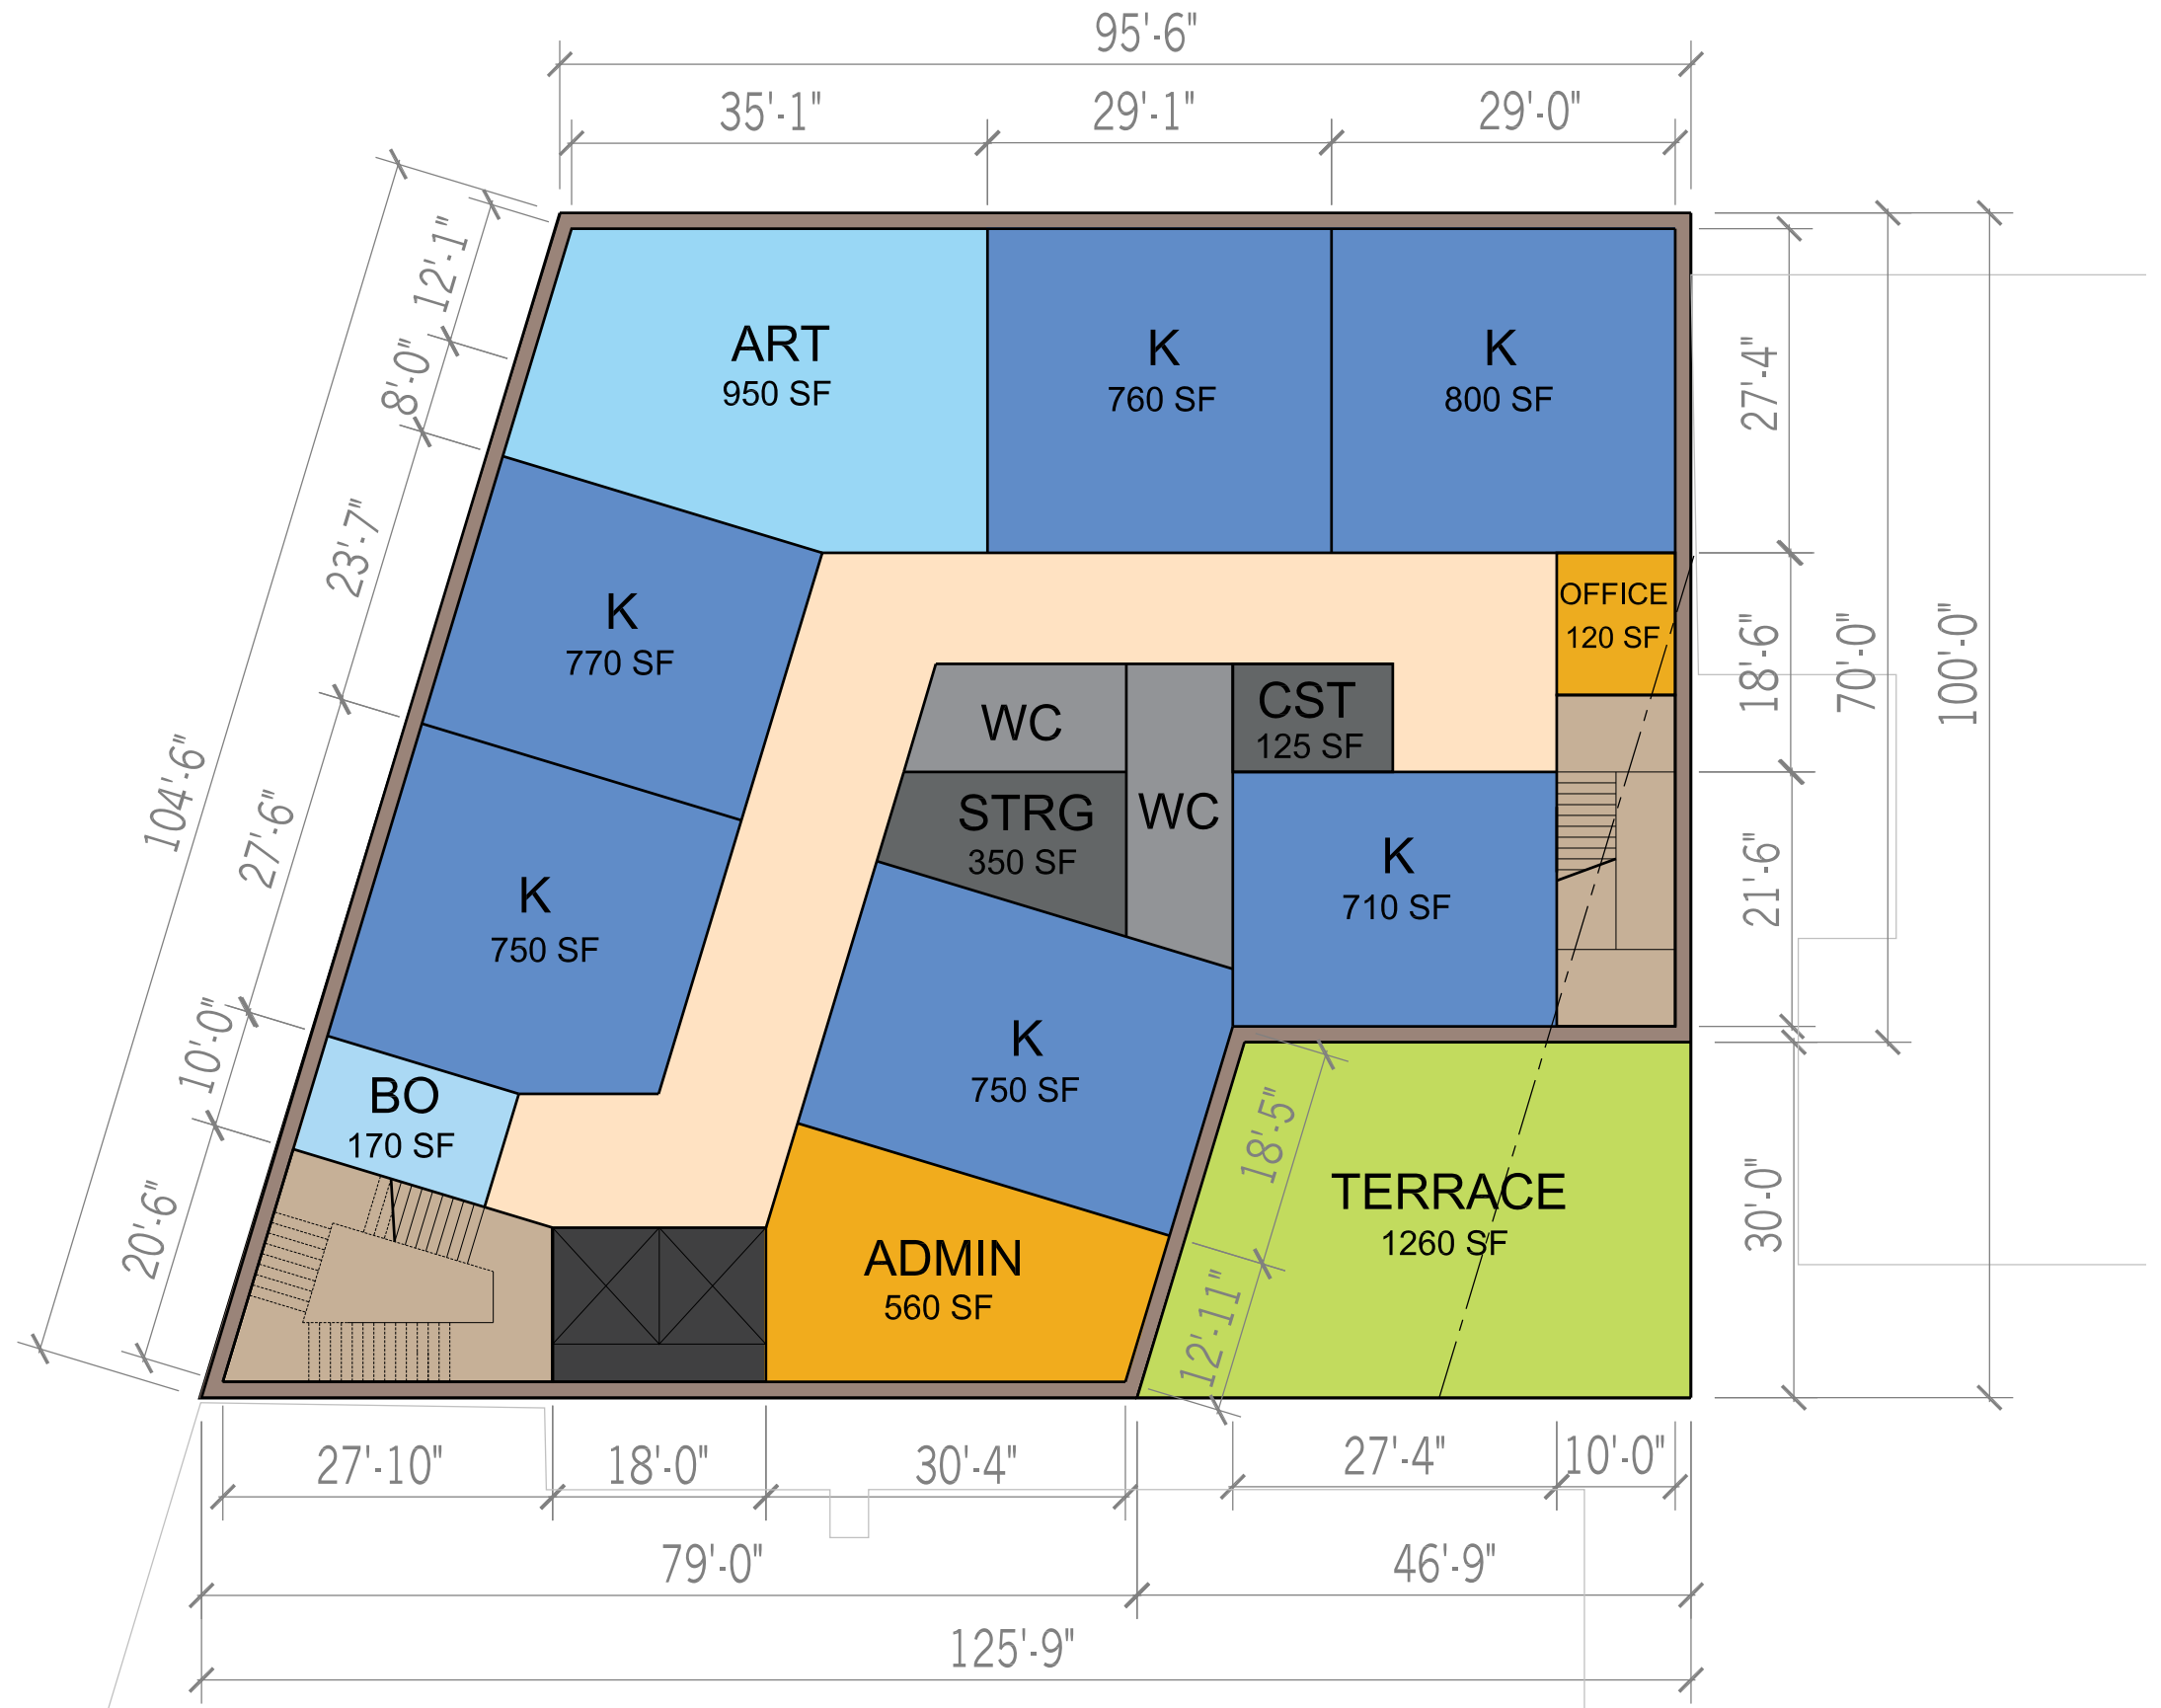 95'-6"
35'-1"
29'-1"
29'-0"
12'-1"
8'-0"
23'-7"
104'-6"
27'-6"
10'-0"
20'-6"
ART
950 SF
K
760 SF
K
800 SF
K
770 SF
OFFICE
120 SF
WC
CST
125 SF
STRG
350 SF
WC
K
710 SF
K
750 SF
K
750 SF
BO
170 SF
ADMIN
560 SF
TERRACE
1260 SF
18'-5"
12'-11"
27'-4"
18'-6"
70'-0"
100'-0"
21'-6"
30'-0"
27'-10"
18'-0"
30'-4"
27'-4"
10'-0"
79'-0"
46'-9"
125'-9"